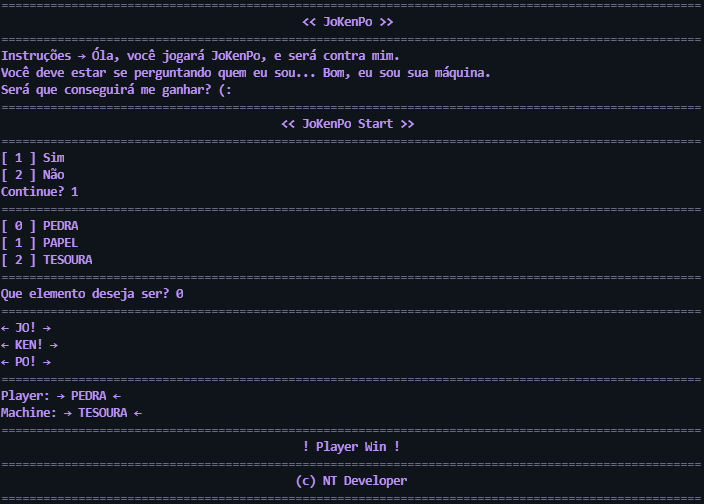 ====================================================================================================
<< JoKenPo >>
====================================================================================================
Instruções → Óla, você jogará JoKenPo, e será contra mim.
Você deve estar se perguntando quem eu sou... Bom, eu sou sua máquina.
Será que conseguirá me ganhar? (:
====================================================================================================
<< JoKenPo Start >>
====================================================================================================
[ 1 ] Sim
[ 2 ] Não
Continue? 1
====================================================================================================
[ 0 ] PEDRA
[ 1 ] PAPEL
[ 2 ] TESOURA
====================================================================================================
Que elemento deseja ser? 0
====================================================================================================
← JO! →
← KEN! →
← PO! →
====================================================================================================
Player: → PEDRA ←
Machine: → TESOURA ←
====================================================================================================
! Player Win !
====================================================================================================
(c) NT Developer
====================================================================================================